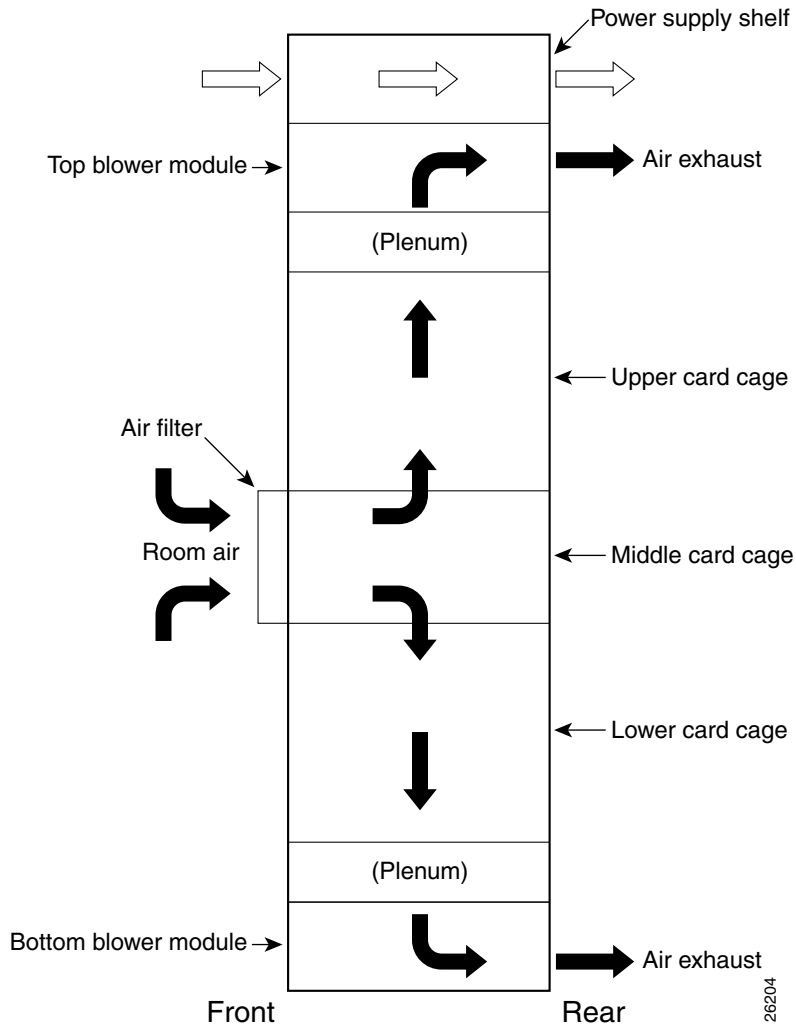 Power supply shelf
Top blower module
Air exhaust
(Plenum)
Upper card cage
Air filter
Room air
Middle card cage
Lower card cage
(Plenum)
Bottom blower module
Air exhaust
26204
Front
Rear